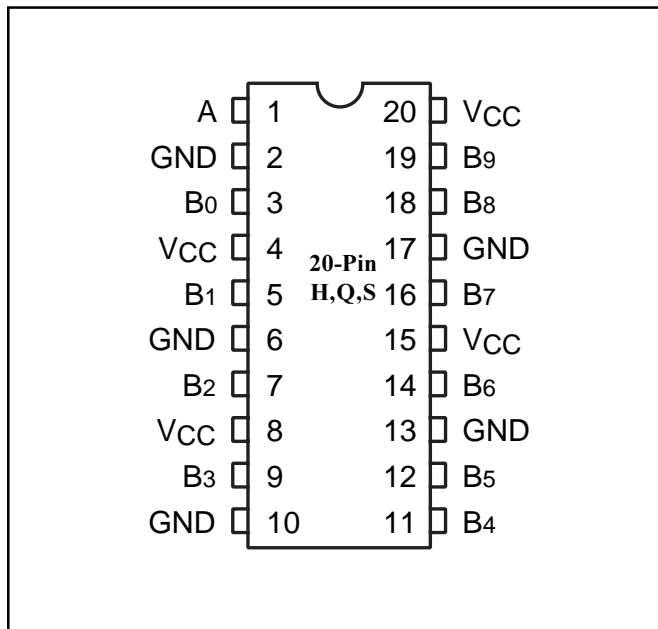 A 1 20 VCC
GND 2 19 B9
B0 3 18 B8
VCC 4 17 GND
20-Pin
B1 5 H,Q,S 16 B7
GND 6 15 VCC
B2 7 14 B6
VCC 8 13 GND
B3 9 12 B5
GND 10 11 B4